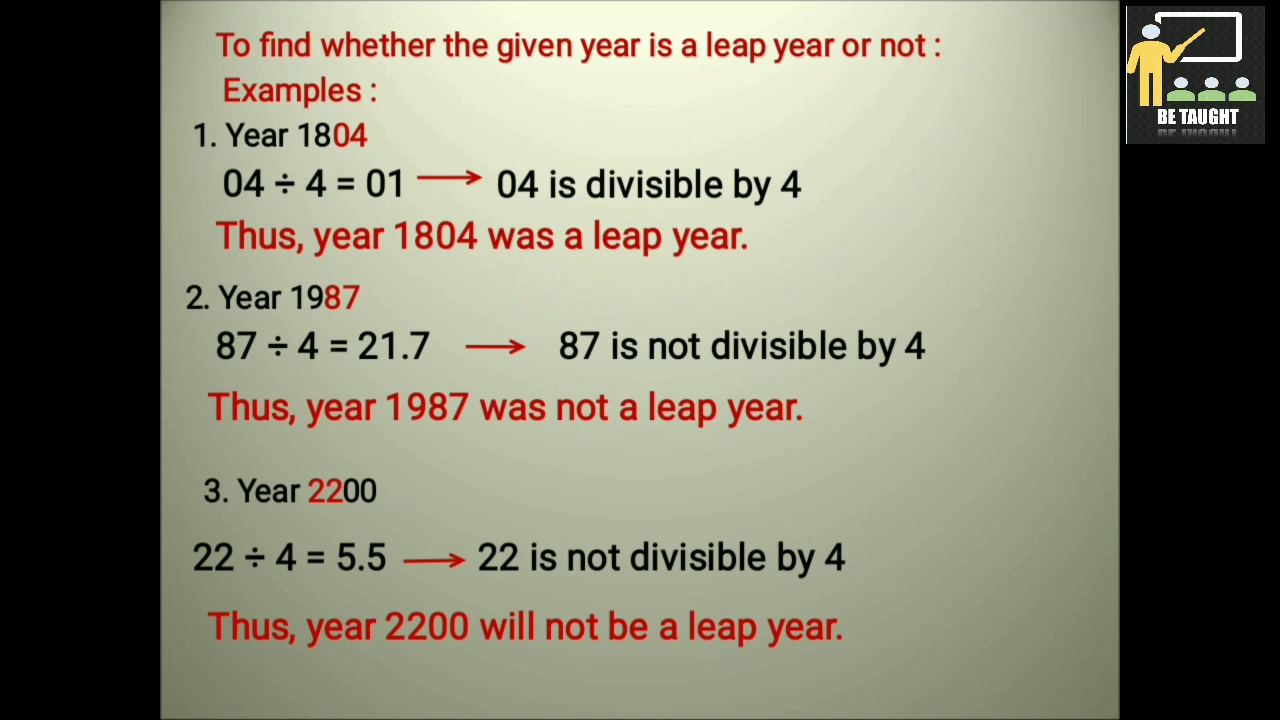 To find whether the given year is a leap year or not :
Examples :
1. Year 1804
04 ÷ 4 = 01 → 04 is divisible by 4
Thus, year 1804 was a leap year.
2. Year 1987
87 ÷ 4 = 21.7 → 87 is not divisible by 4
Thus, year 1987 was not a leap year.
3. Year 2200
22 ÷ 4 = 5.5 → 22 is not divisible by 4
Thus, year 2200 will not be a leap year.
BE TAUGHT